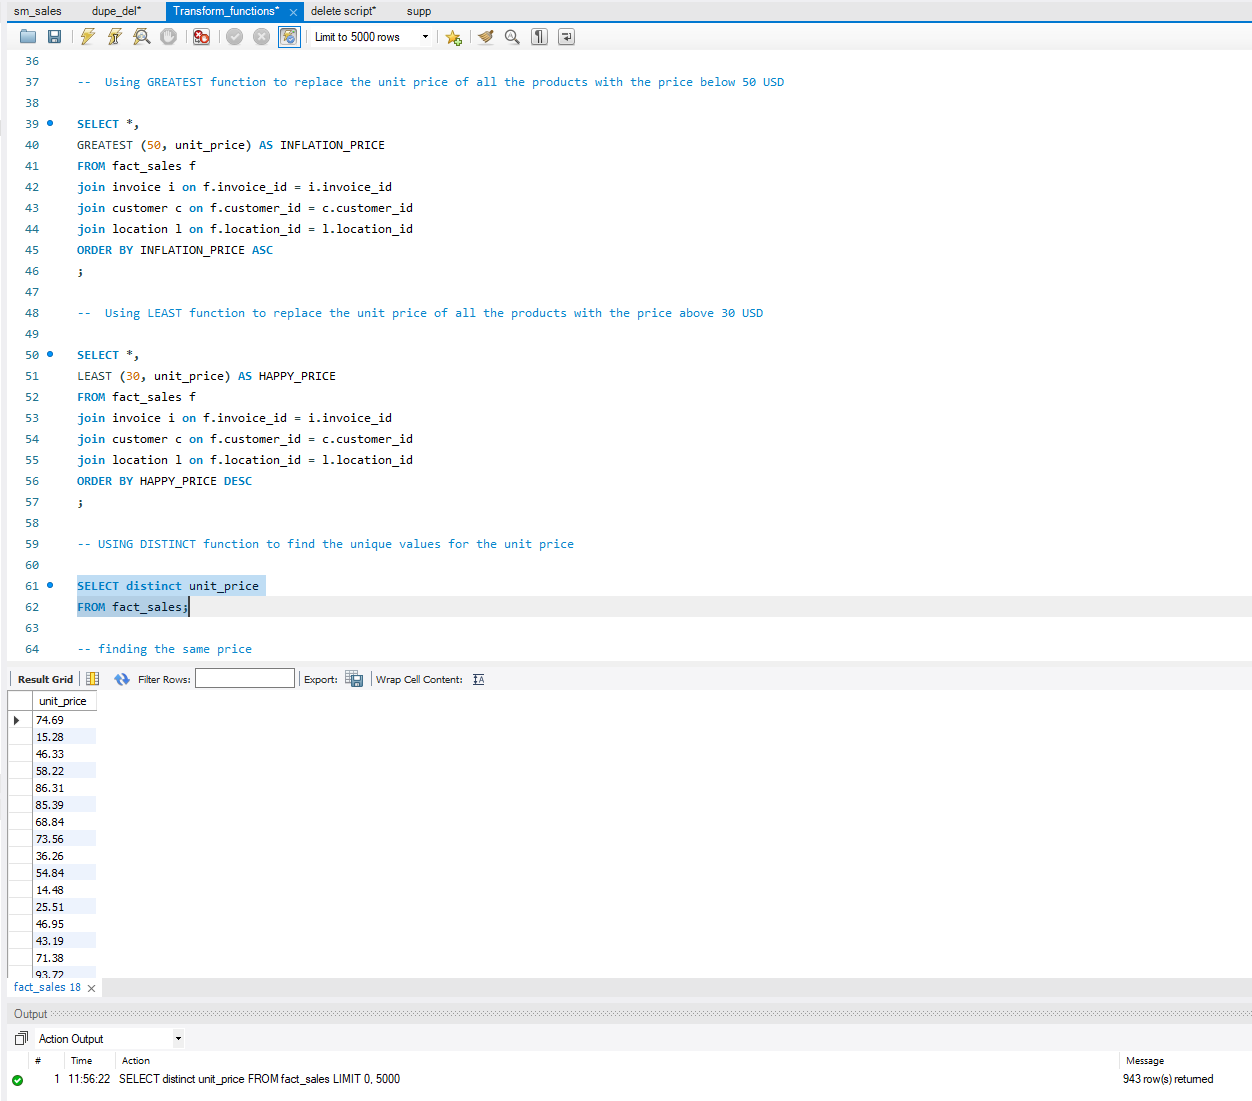 sm_sales dupe_del* Transform_functions* delete script* supp
Limit to 5000 rows
36
37 -- Using GREATEST function to replace the unit price of all the products with the price below 50 USD
38
39 SELECT *,
40 GREATEST (50, unit_price) AS INFLATION_PRICE
41 FROM fact_sales f
42 join invoice i on f.invoice_id = i.invoice_id
43 join customer c on f.customer_id = c.customer_id
44 join location l on f.location_id = l.location_id
45 ORDER BY INFLATION_PRICE ASC
46 ;
47
48 -- Using LEAST function to replace the unit price of all the products with the price above 30 USD
49
50 SELECT *,
51 LEAST (30, unit_price) AS HAPPY_PRICE
52 FROM fact_sales f
53 join invoice i on f.invoice_id = i.invoice_id
54 join customer c on f.customer_id = c.customer_id
55 join location l on f.location_id = l.location_id
56 ORDER BY HAPPY_PRICE DESC
57 ;
58
59 -- USING DISTINCT function to find the unique values for the unit price
60
61 SELECT distinct unit_price
62 FROM fact_sales;
63
64 -- finding the same price
Result Grid Filter Rows: Export: Wrap Cell Content:
unit_price
74.69
15.28
46.33
58.22
86.31
85.39
68.84
73.56
36.26
54.84
14.48
25.51
46.95
43.19
71.38
93.72
fact_sales 18
Output
Action Output
# Time Action Message
1 11:56:22 SELECT distinct unit_price FROM fact_sales LIMIT 0, 5000 943 row(s) returned